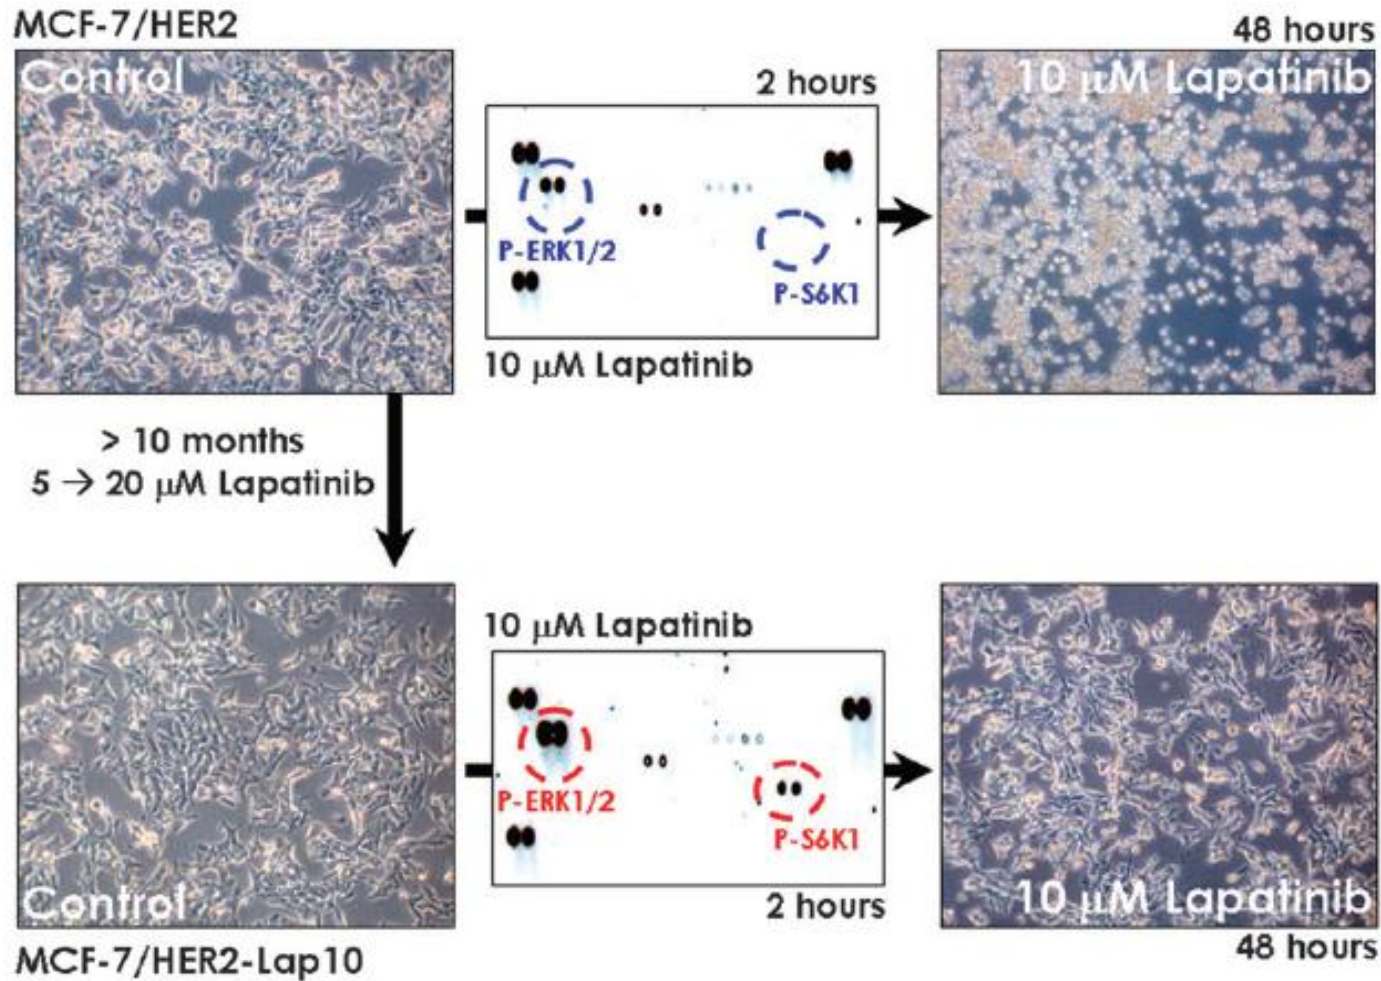 MCF-7/HER2
48 hours
Control
10 μM Lapatinib
2 hours
P-ERK1/2
P-S6K1
10 μM Lapatinib
> 10 months
5 → 20 μM Lapatinib
10 μM Lapatinib
P-ERK1/2
P-S6K1
2 hours
Control
10 μM Lapatinib
MCF-7/HER2-Lap10
48 hours